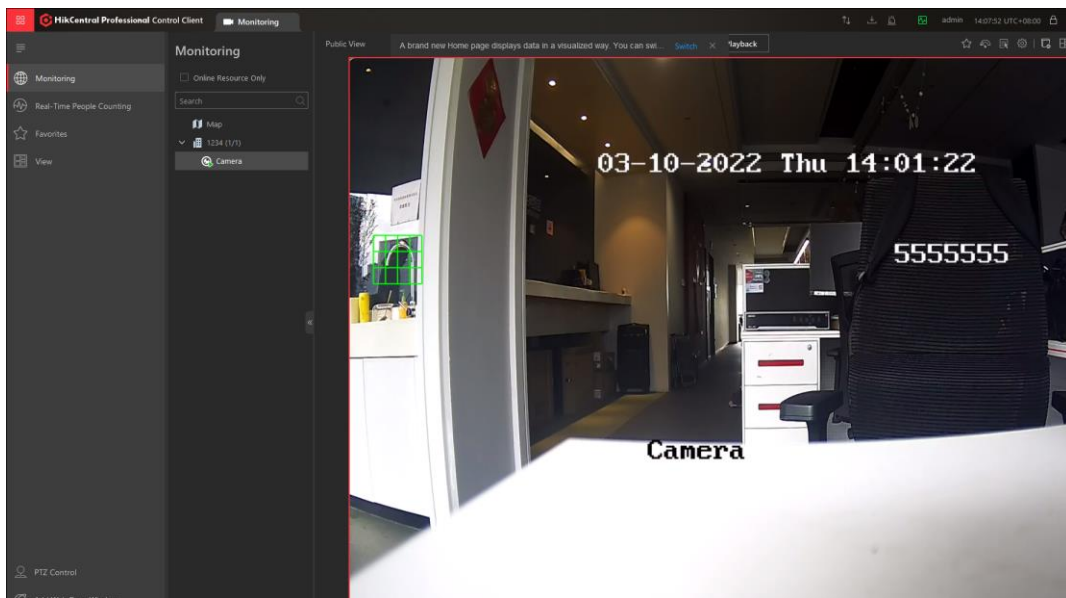 HikCentral Professional Control Client
Monitoring
admin
14:07:52 UTC+08:00
Monitoring
Real-Time People Counting
Favorites
View
PTZ Control
Monitoring
Online Resource Only
Search
Map
1234 (1/1)
Camera
Public View
A brand new Home page displays data in a visualized way. You can swi...
Switch
Playback
03-10-2022 Thu 14:01:22
5555555
Camera